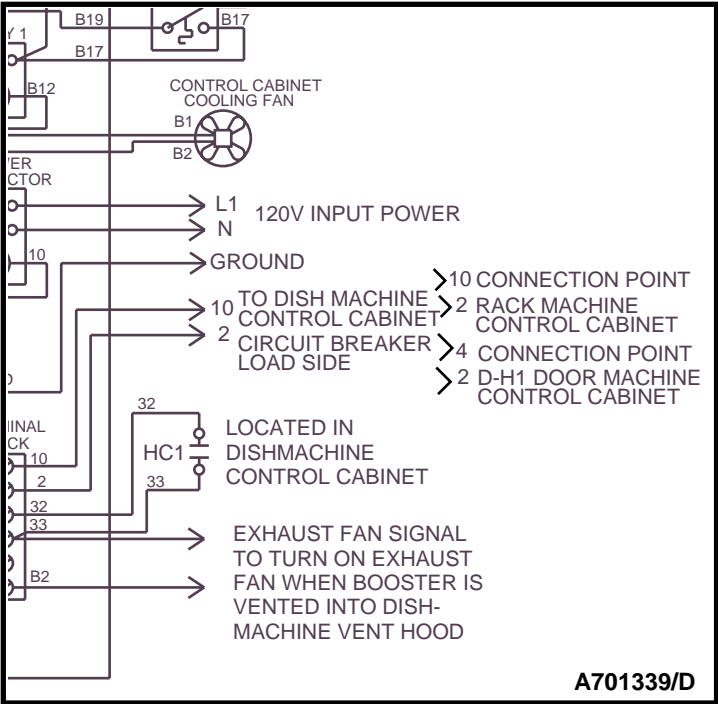 B19
B17
Y 1
B17
B12
CONTROL CABINET
COOLING FAN
B1
B2
ER
CTOR
L1
120V INPUT POWER
N
10
GROUND
10 CONNECTION POINT
10 TO DISH MACHINE
CONTROL CABINET
2 RACK MACHINE
CONTROL CABINET
2 CIRCUIT BREAKER
LOAD SIDE
4 CONNECTION POINT
2 D-H1 DOOR MACHINE
CONTROL CABINET
32
LOCATED IN
HC1
DISHMACHINE
CONTROL CABINET
33
INAL
CK
10
2
32
33
EXHAUST FAN SIGNAL
TO TURN ON EXHAUST
FAN WHEN BOOSTER IS
VENTED INTO DISH-
MACHINE VENT HOOD
B2
A701339/D